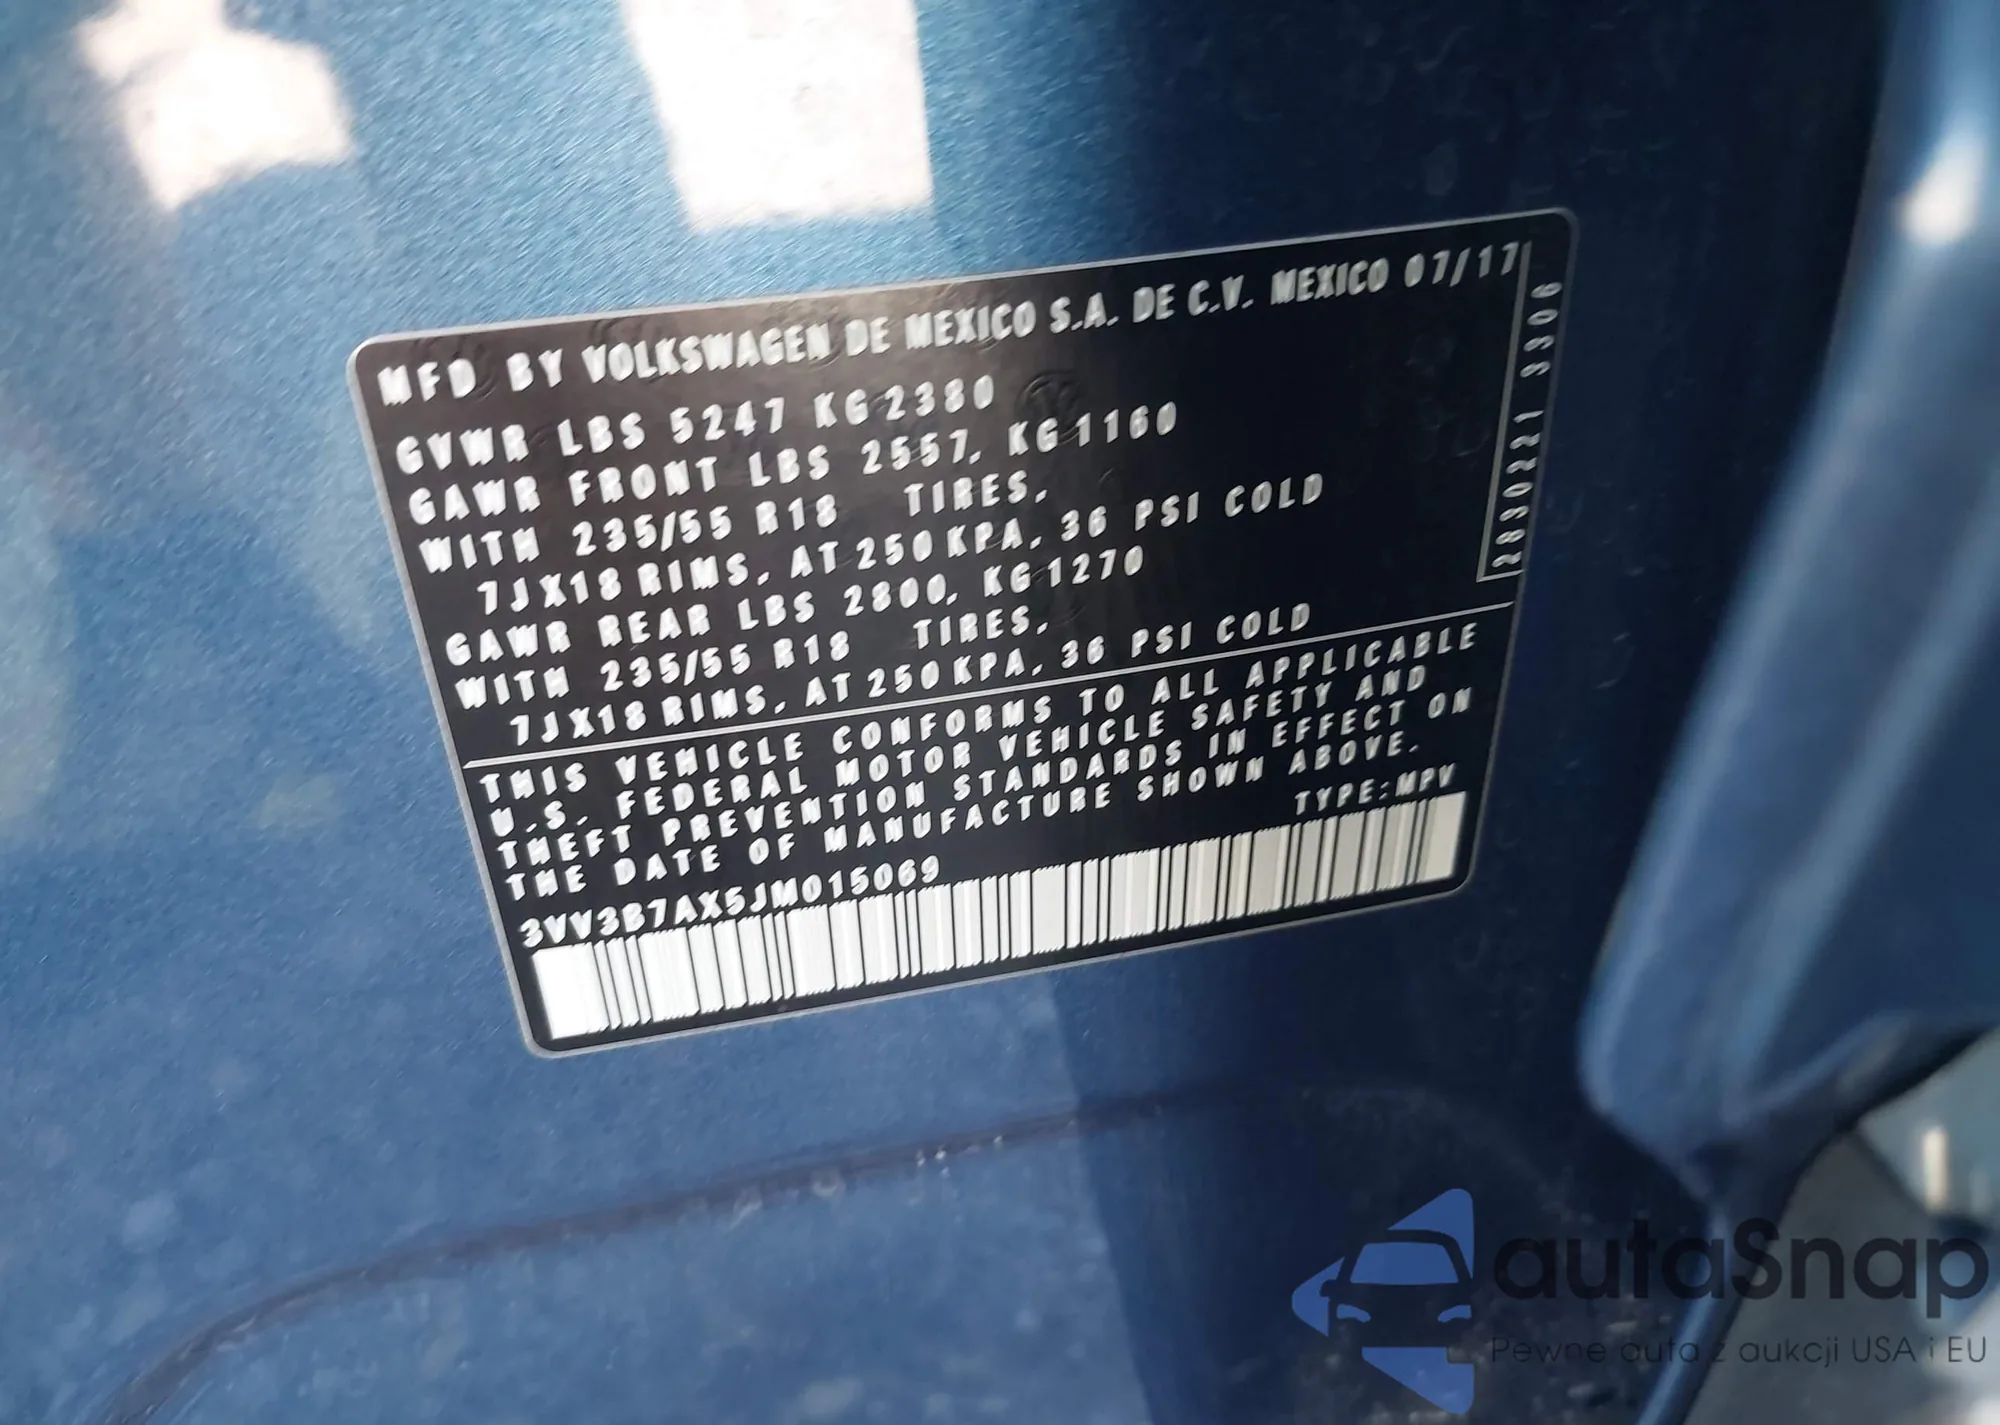 MFD BY VOLKSWAGEN DE MEXICO S.A. DE C.V. MEXICO 07/17
GVWR LBS 5247 KG 2380
GAWR FRONT LBS 2557, KG 1160
WITH 235/55 R18 TIRES,
7JX18 RIMS, AT 250 KPA, 36 PSI COLD
GAWR REAR LBS 2800, KG 1270
WITH 235/55 R18 TIRES,
7JX18 RIMS, AT 250 KPA, 36 PSI COLD
THIS VEHICLE CONFORMS TO ALL APPLICABLE
U.S. FEDERAL MOTOR VEHICLE SAFETY AND
THEFT PREVENTION STANDARDS IN EFFECT ON
THE DATE OF MANUFACTURE SHOWN ABOVE.
TYPE:MPV
3VV3B7AX5JM015069
2830221 3306
autaSnap
Pewne auta z aukcji USA i EU